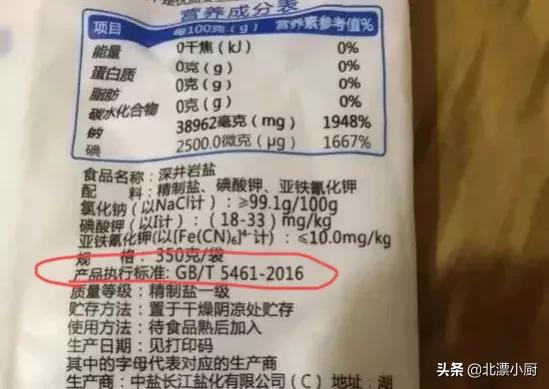 营养成分表
项目 每100克(g) 营养素参考值%
能量 0千焦(kJ) 0%
蛋白质 0克(g) 0%
脂肪 0克(g) 0%
碳水化合物 0克(g) 0%
钠 38962毫克(mg) 1948%
碘 2500.0微克(μg) 1667%
食品名称:深井岩盐
配 料:精制盐、碘酸钾、亚铁氰化钾
氯化钠(以NaCl计):≥99.1g/100g
碘酸钾(以I计):(18-33)mg/kg
亚铁氰化钾(以[Fe(CN)₆]⁴⁻计):≤10.0mg/kg
规 格:350克/袋
产品执行标准:GB/T 5461-2016
质量等级:精制盐一级
贮存方法:置于干燥阴凉处贮存
使用方法:待食品熟后加入
生产日期:见打印码
其中的字母代表对应的生产商
生产商:中盐长江盐化有限公司 地址:湖
头条 @北漂小厨